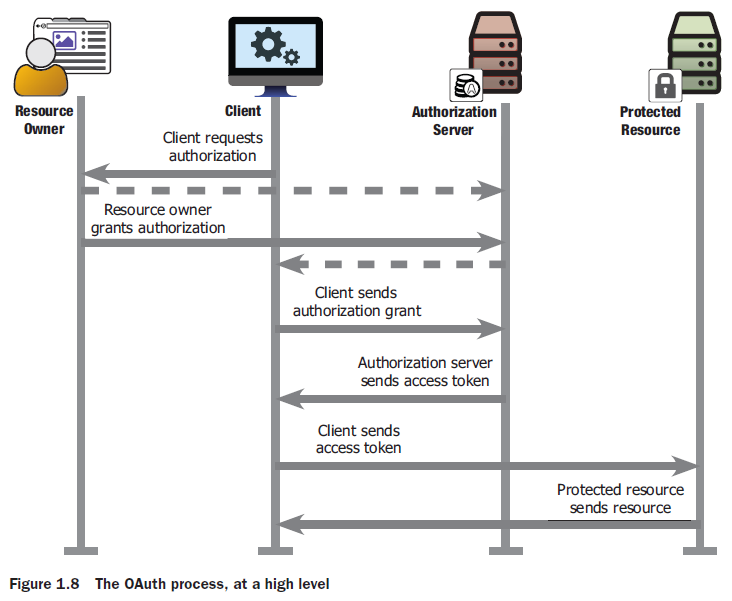 Resource
Owner
Client
Authorization
Server
Protected
Resource
Client requests
authorization
Resource owner
grants authorization
Client sends
authorization grant
Authorization server
sends access token
Client sends
access token
Protected resource
sends resource
Figure 1.8 The OAuth process, at a high level